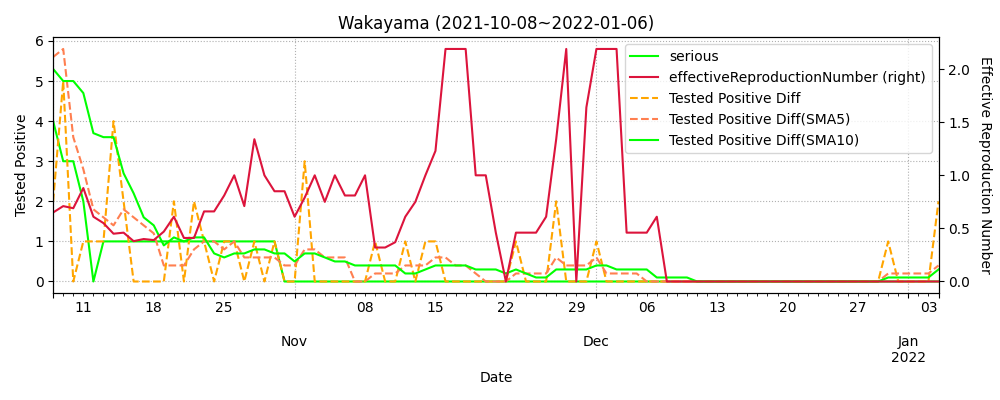 Wakayama (2021-10-08~2022-01-06)
serious
effectiveReproductionNumber (right)
Tested Positive Diff
Tested Positive Diff(SMA5)
Tested Positive Diff(SMA10)
Tested Positive
6
5
4
3
2
1
0
Effective Reproduction Number
2.0
1.5
1.0
0.5
0.0
11 18 25 08 15 22 29 06 13 20 27 03
Nov Dec Jan
2022
Date